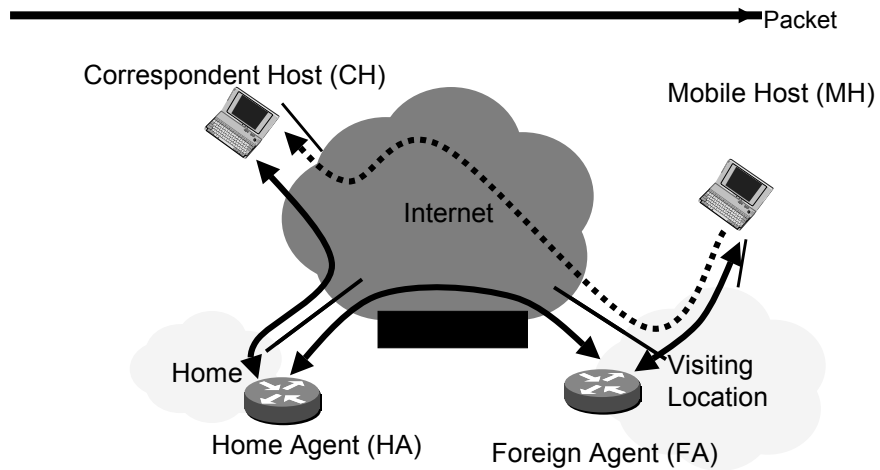 Packet
Correspondent Host (CH)
Mobile Host (MH)
Internet
Home
Visiting
Location
Home Agent (HA)
Foreign Agent (FA)